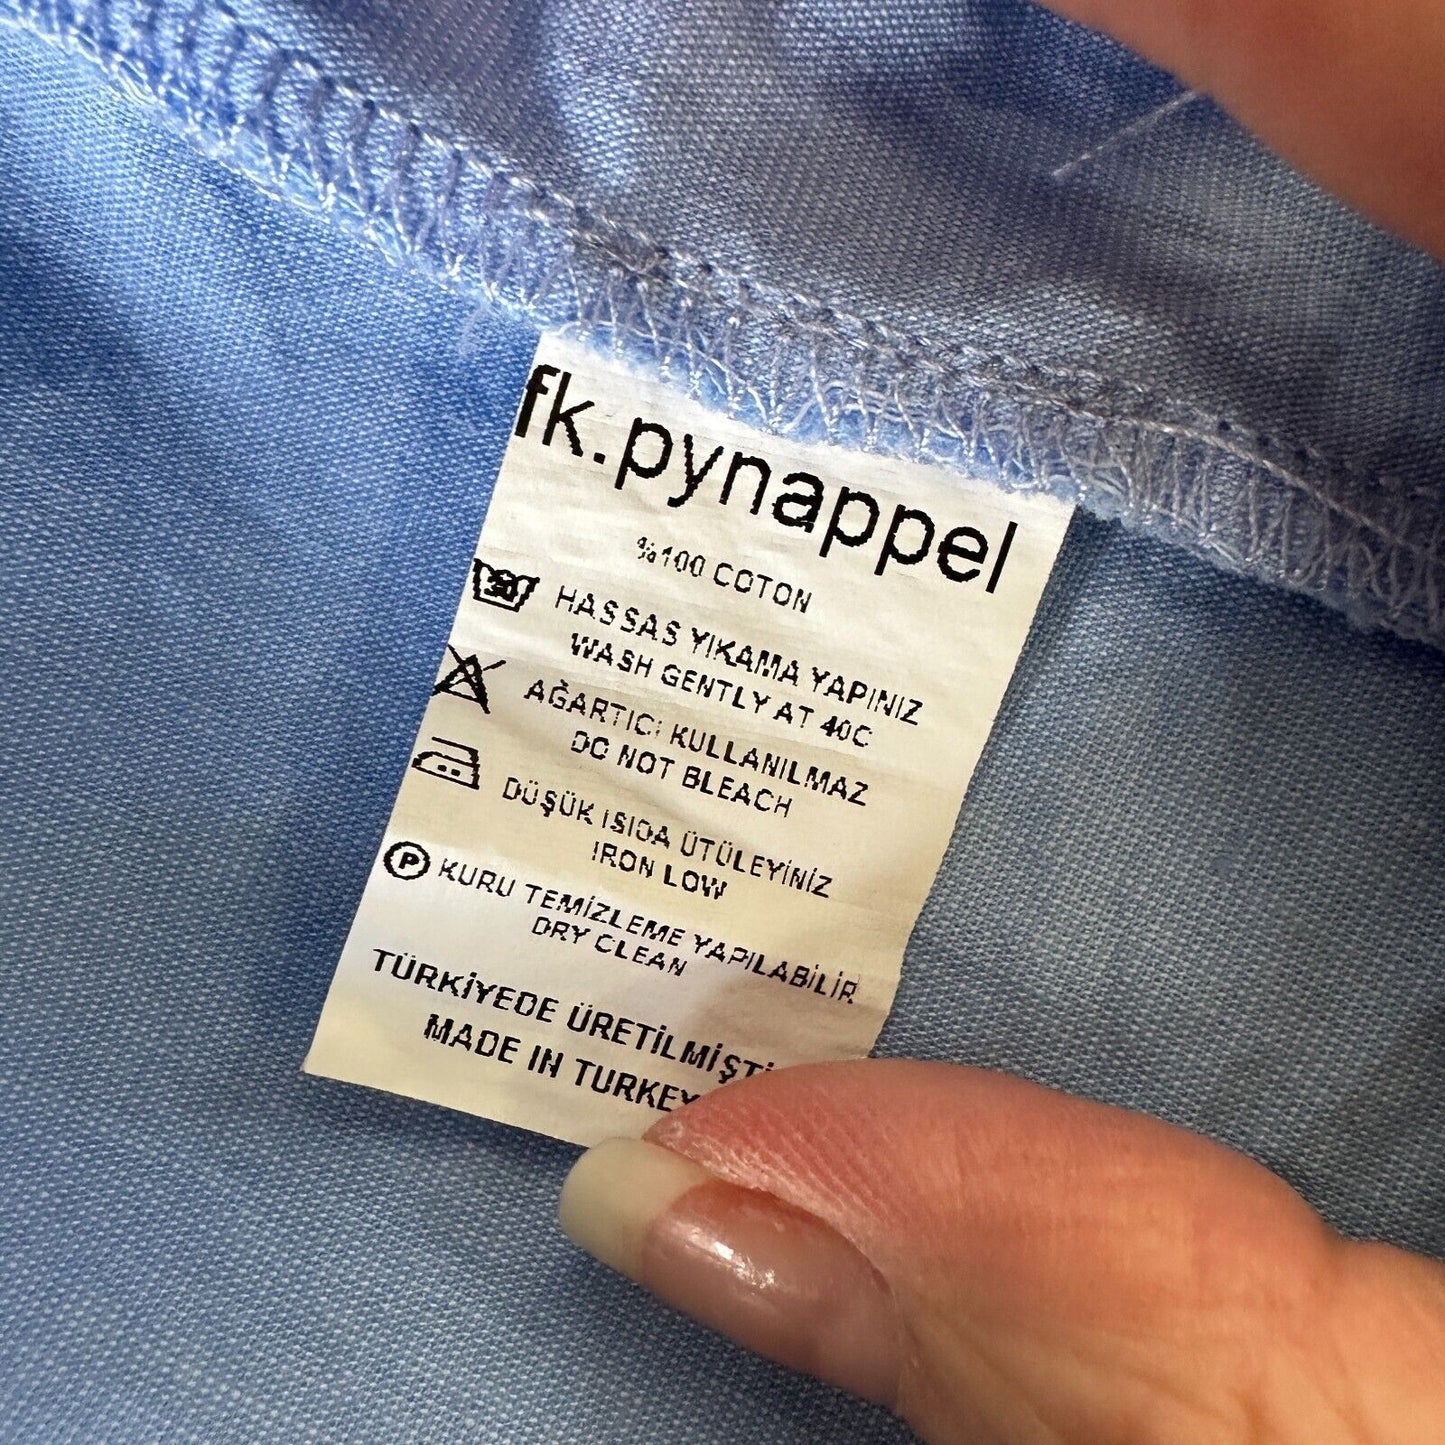 fk.pynappel
%100 COTON
30
HASSAS YIKAMA YAPINIZ
WASH GENTLY AT 40C
AĞARTICI KULLANILMAZ
DO NOT BLEACH
DÜŞÜK ISIDA ÜTÜLEYİNİZ
IRON LOW
P KURU TEMİZLEME YAPILABİLİR
DRY CLEAN
TÜRKİYEDE ÜRETİLMİŞTİ
MADE IN TURKEY